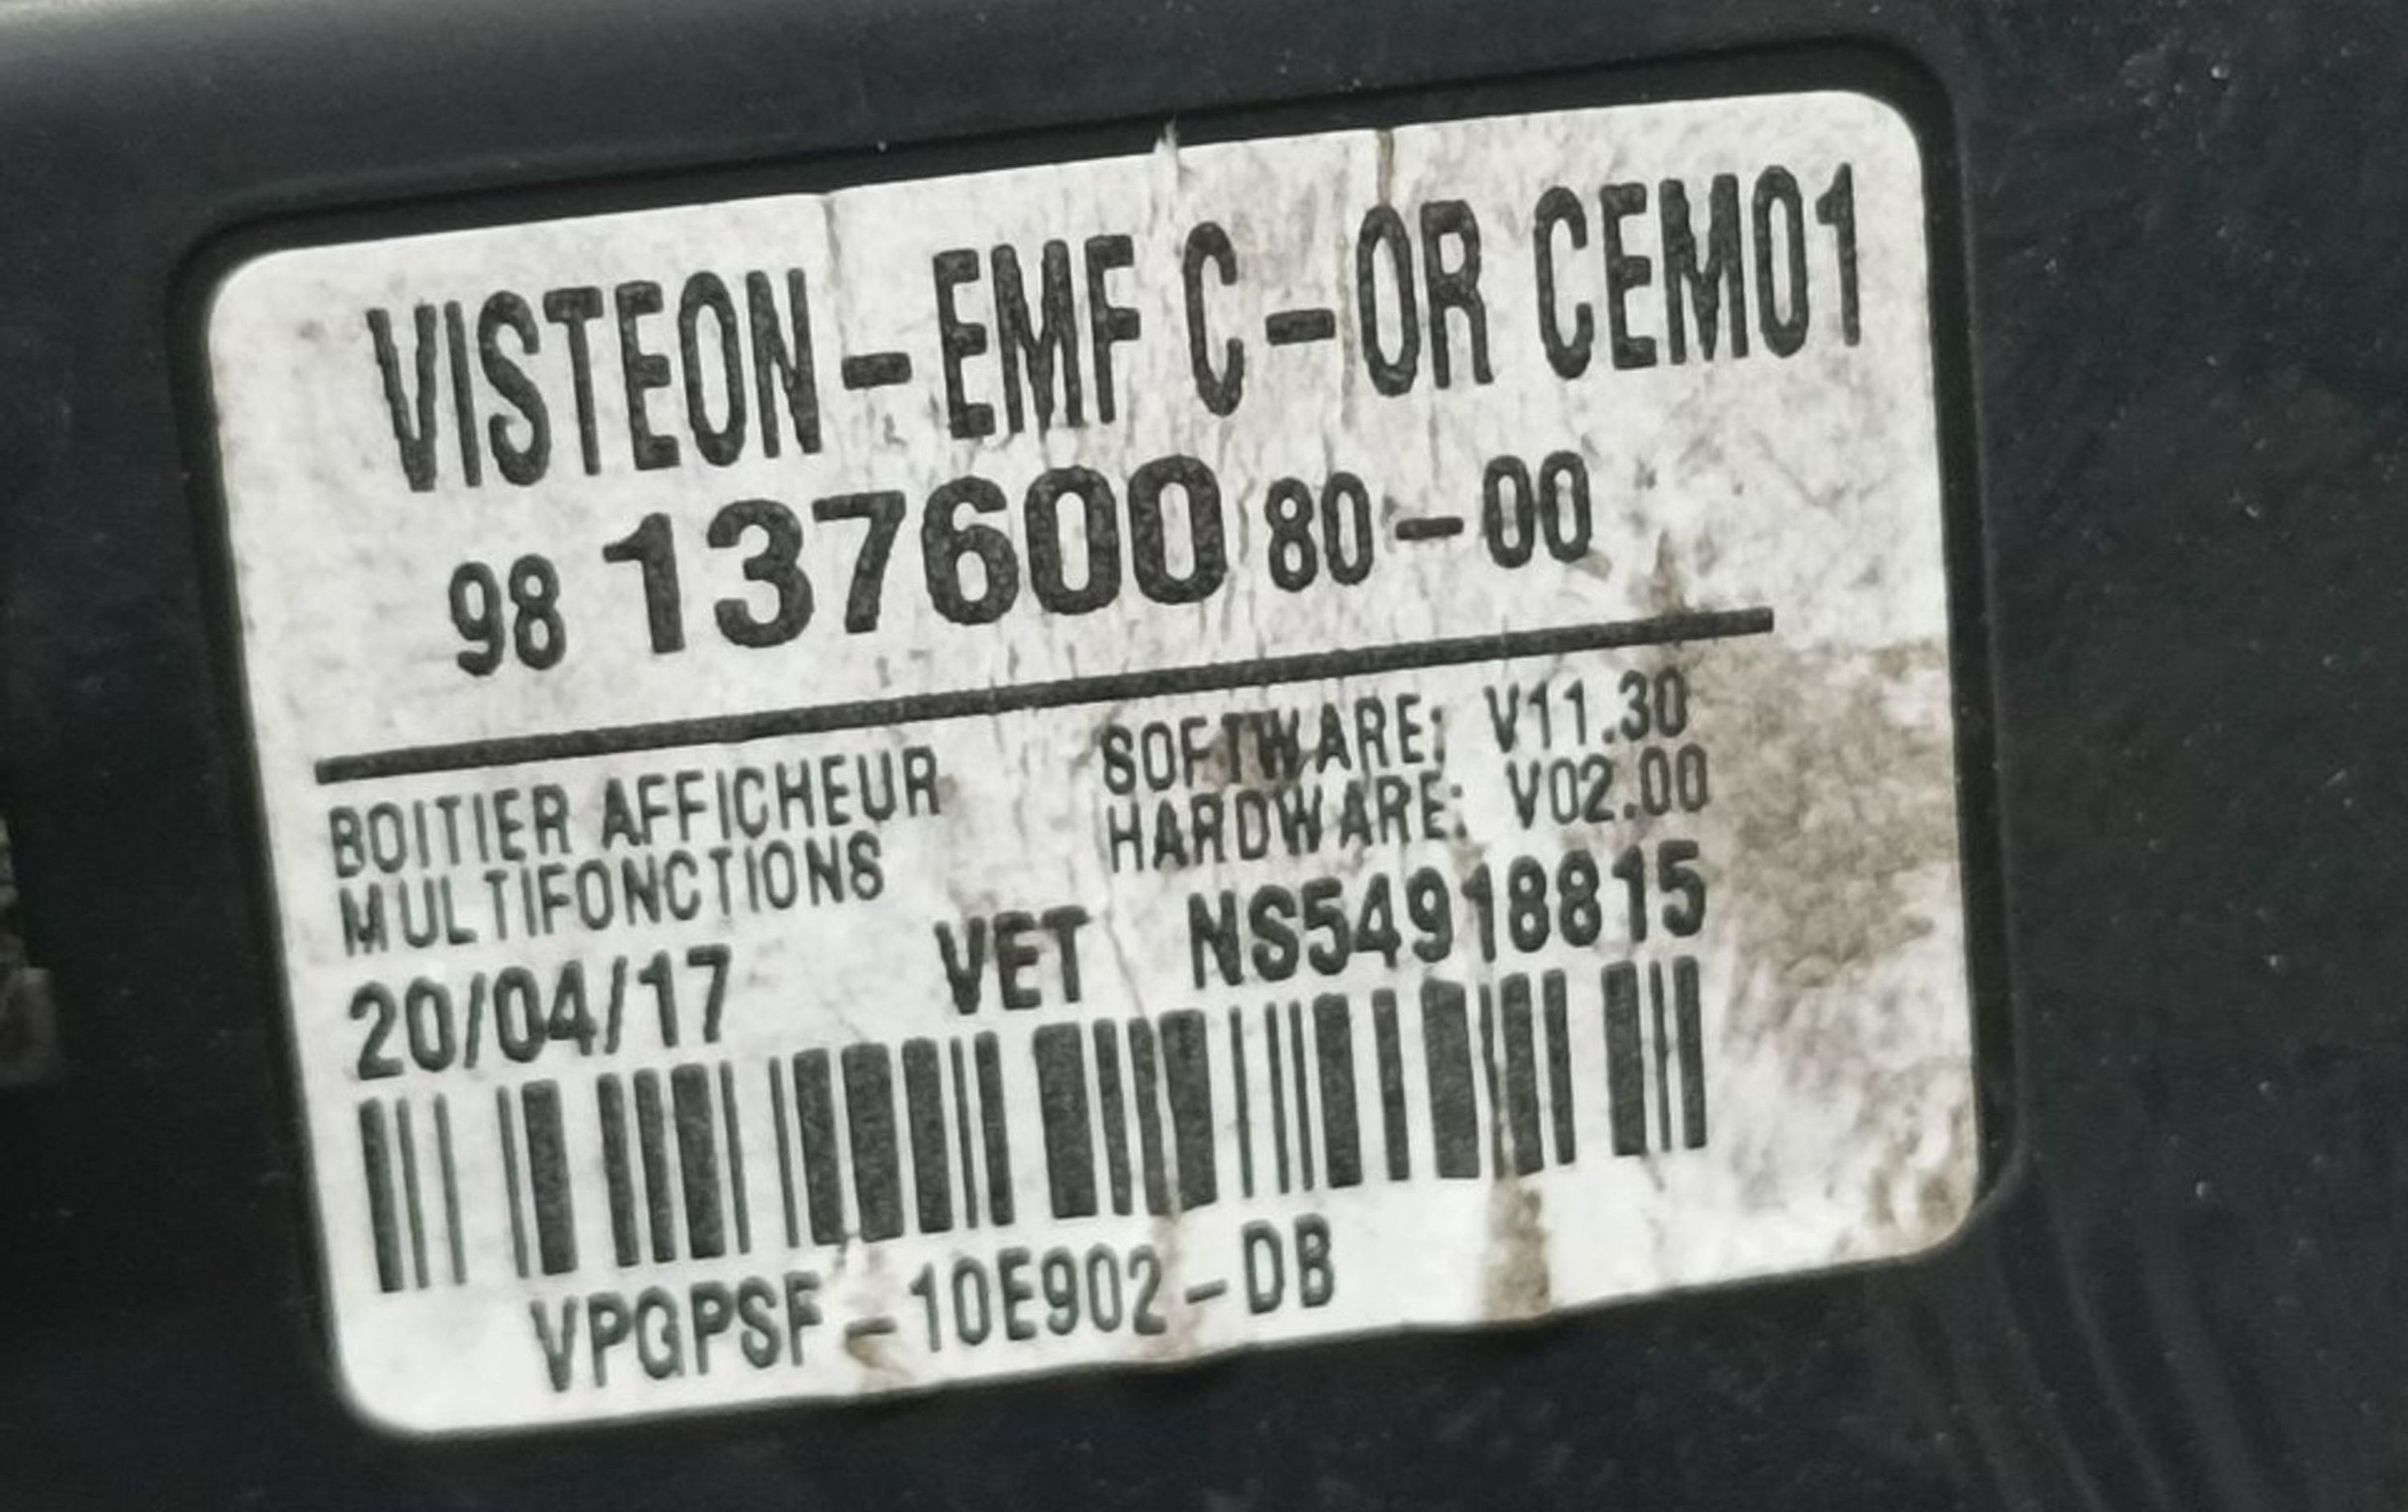 VISTEON - EMF C - OR CEM01
98 137600 80 - 00
BOITIER AFFICHEUR SOFTWARE: V11.30
MULTIFONCTIONS HARDWARE: V02.00
20/04/17 VET NS54918815
VPGPSF - 10E902 - DB